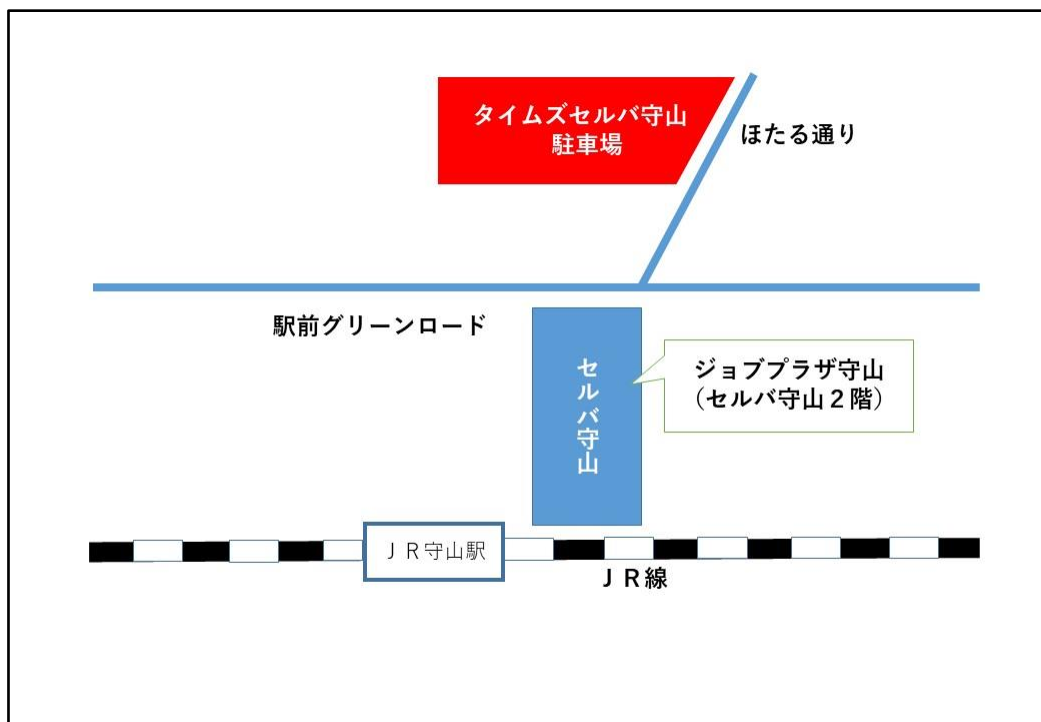 タイムズセルバ守山
駐車場
ほたる通り
駅前グリーンロード
セルバ守山
ジョブプラザ守山
（セルバ守山２階）
ＪＲ守山駅
ＪＲ線